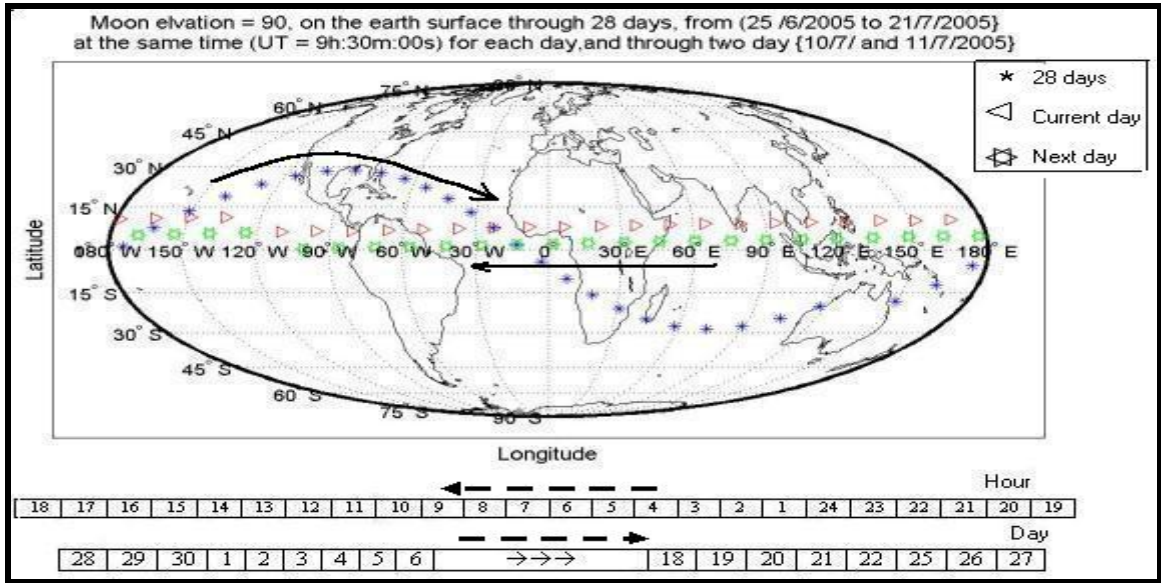 Moon elvation = 90, on the earth surface through 28 days, from (25 /6/2005 to 21/7/2005}
at the same time (UT = 9h:30m:00s) for each day,and through two day {10/7/ and 11/7/2005}
28 days
Current day
Next day
75° N
60° N
45° N
30° N
15° N
0°
180° W 150° W 120° W 90° W 60° W 30° W 0 30° E 60° E 90° E 120° E 150° E 180° E
15° S
30° S
45° S
60° S
75° S
90° S
Latitude
Longitude
Hour
18 17 16 15 14 13 12 11 10 9 8 7 6 5 4 3 2 1 24 23 22 21 20 19
Day
28 29 30 1 2 3 4 5 6 →>> 18 19 20 21 22 25 26 27